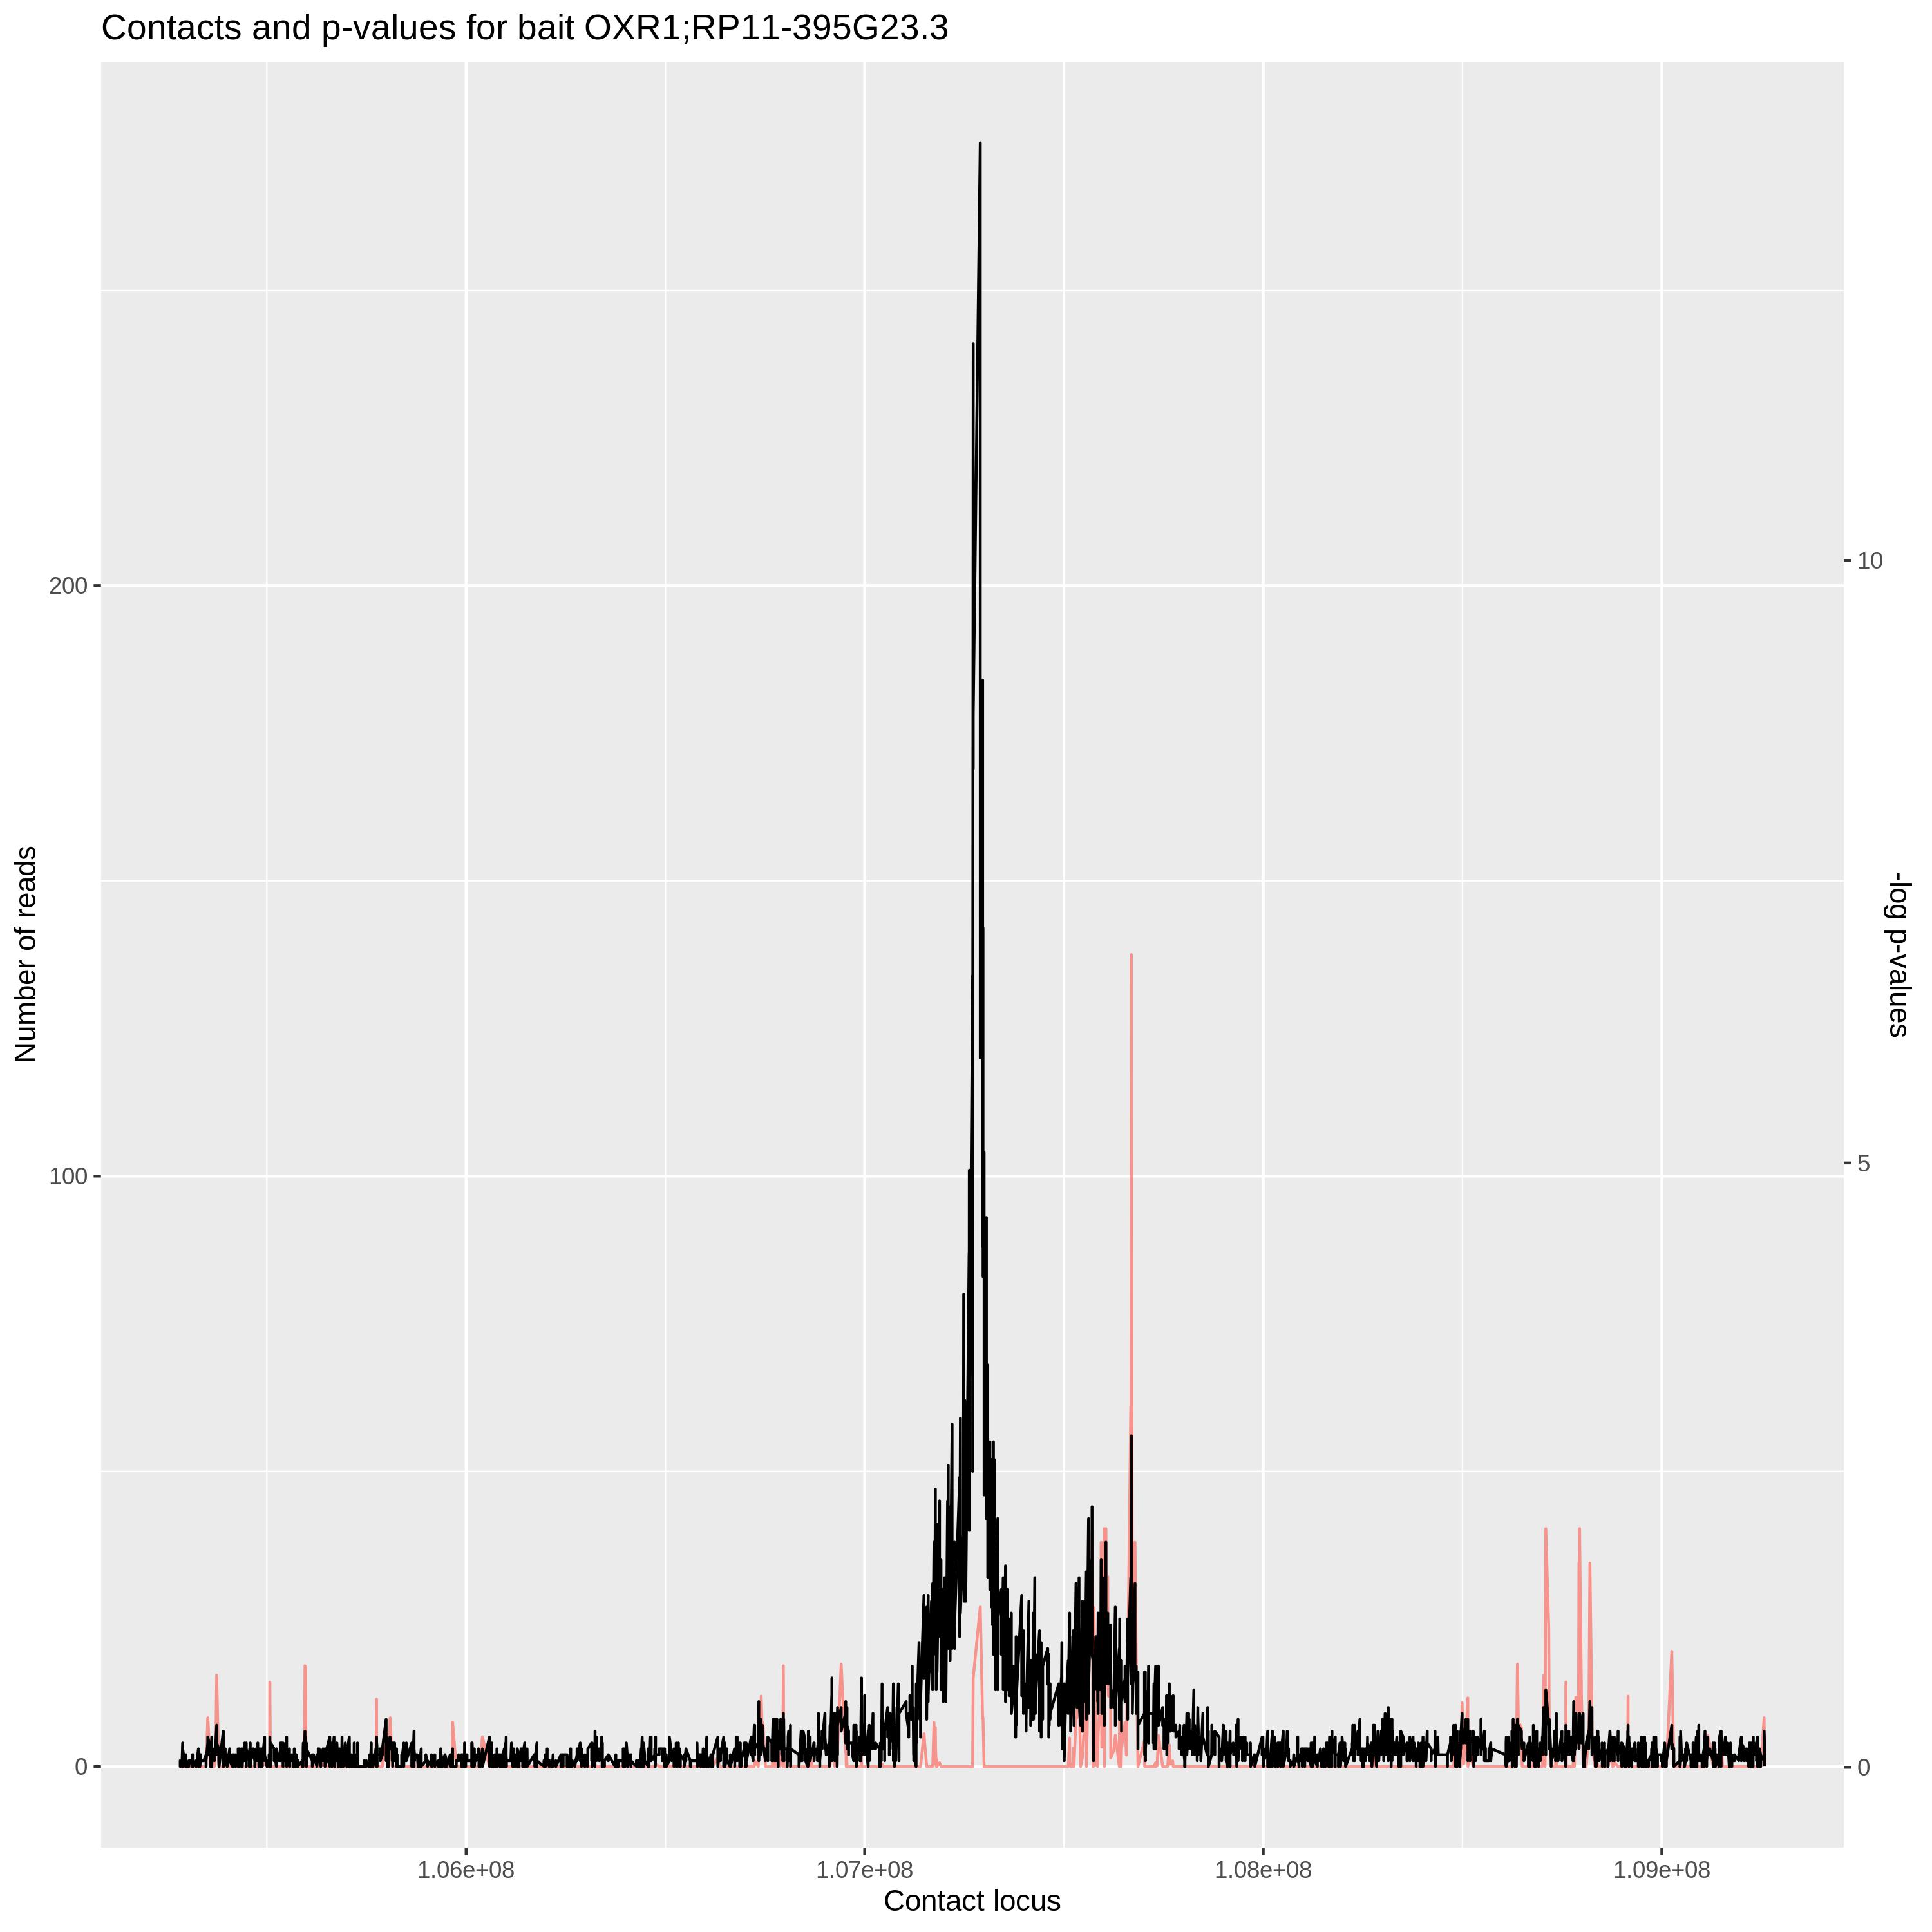 Contacts and p-values for bait OXR1;RP11-395G23.3
Number of reads
200
100
0
10
5
0
-log p-values
1.06e+08
1.07e+08
1.08e+08
1.09e+08
Contact locus